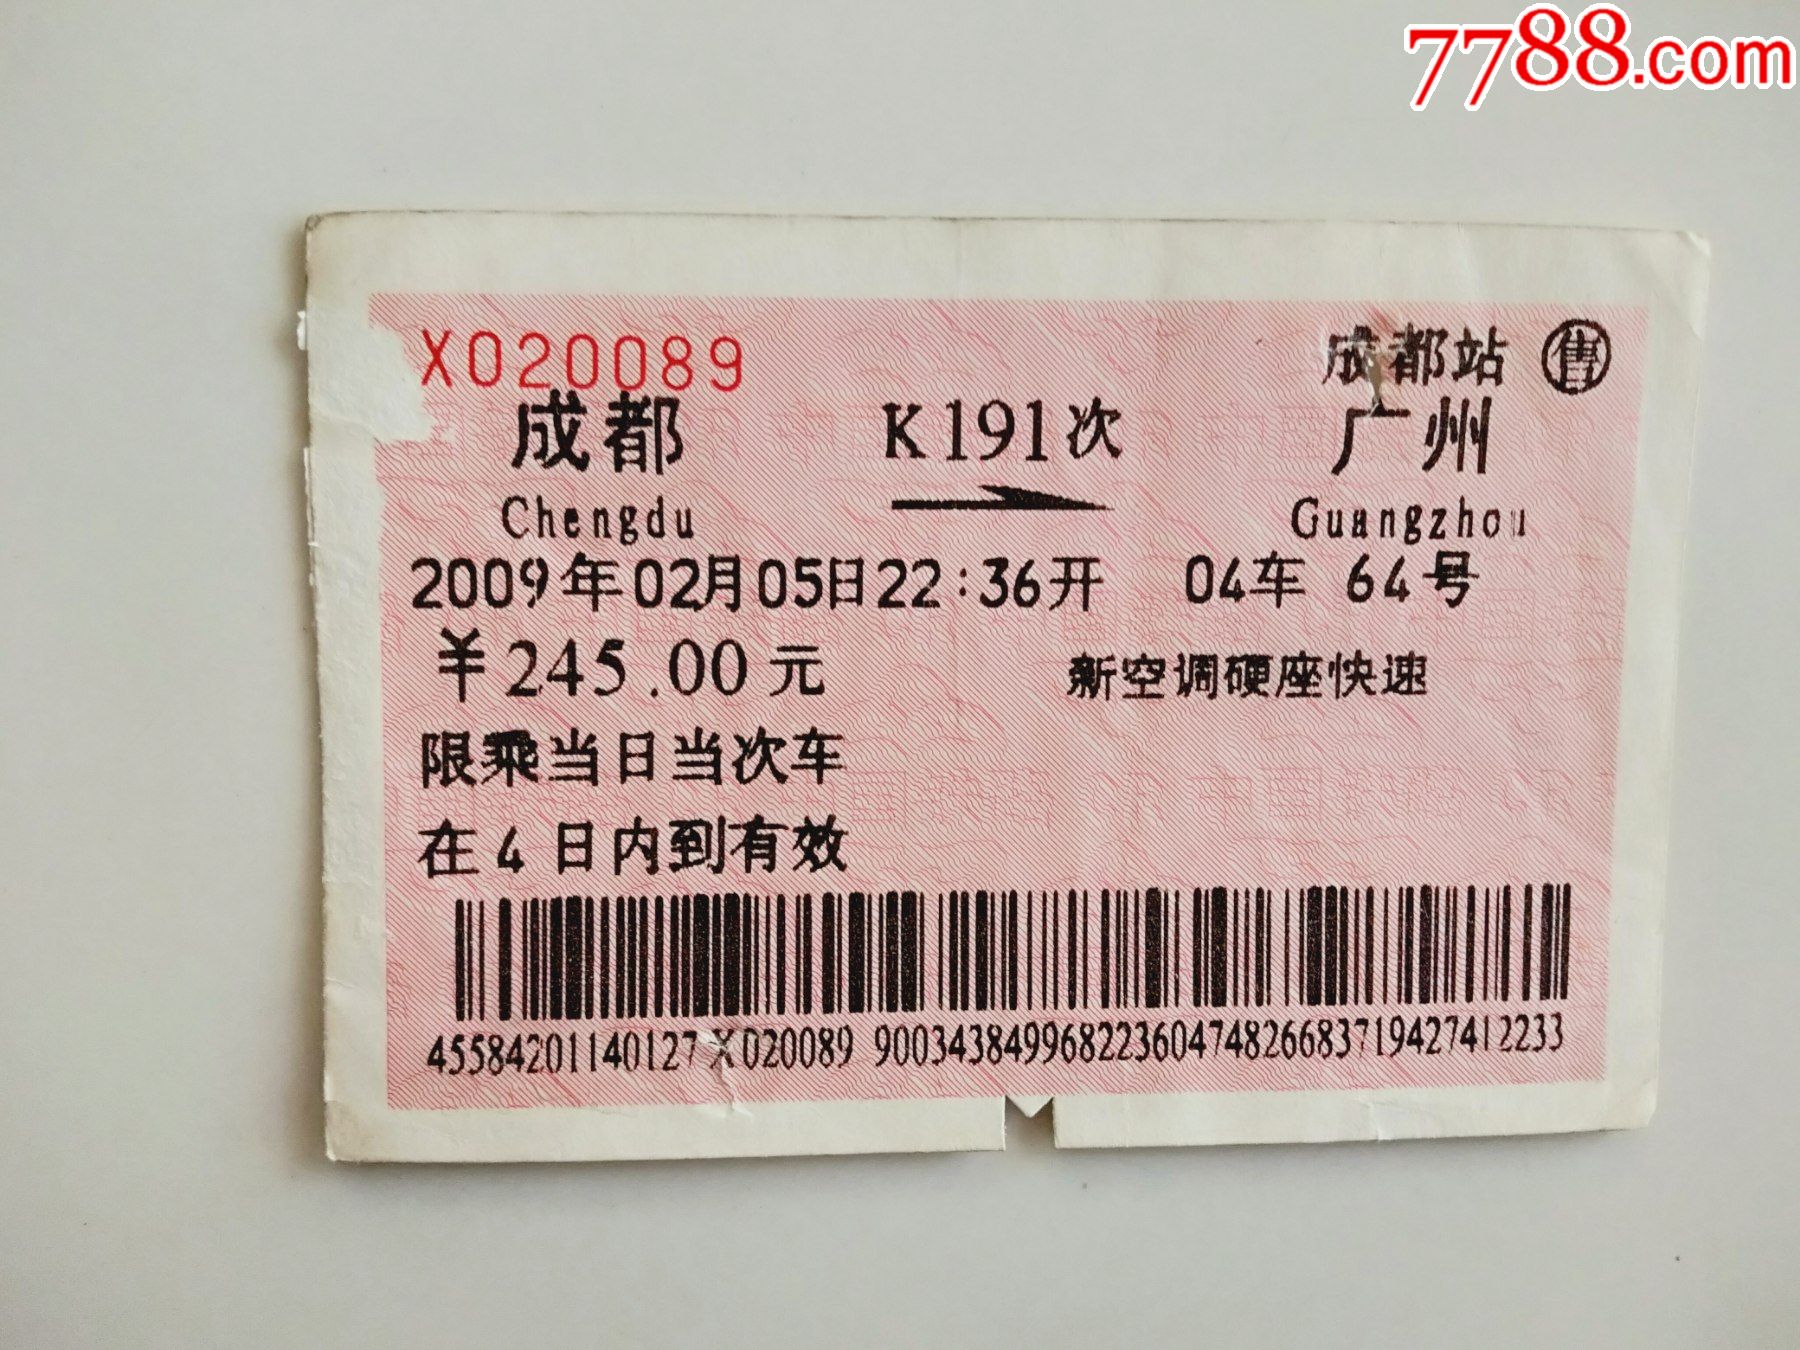 7788.com
X020089 成都站 售
成都 K191次 广州
Chengdu Guangzhou
2009年02月05日22:36开 04车 64号
¥245.00元 新空调硬座快速
限乘当日当次车
在4日内到有效
45584201140127X020089 90034384996822360474826683719427412233